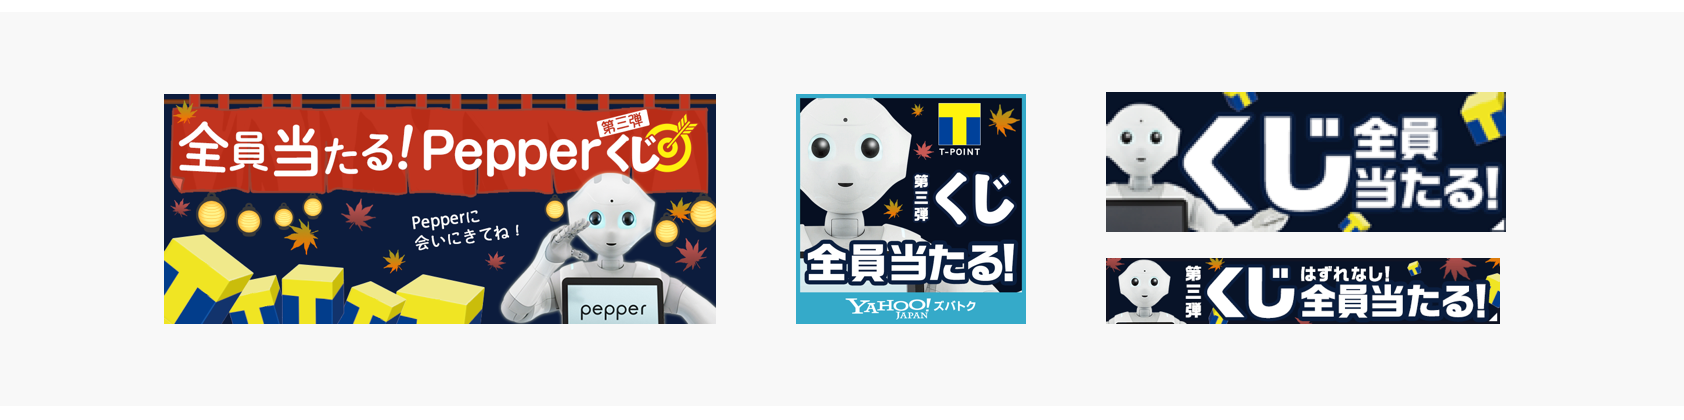 全員当たる!Pepperくじ
第三弾
Pepperに
会いにきてね!
pepper
T-POINT
第三弾
くじ
全員当たる!
YAHOO!
JAPAN
ズバトク
くじ
全員
当たる!
第三弾
くじ
はずれなし!
全員当たる!